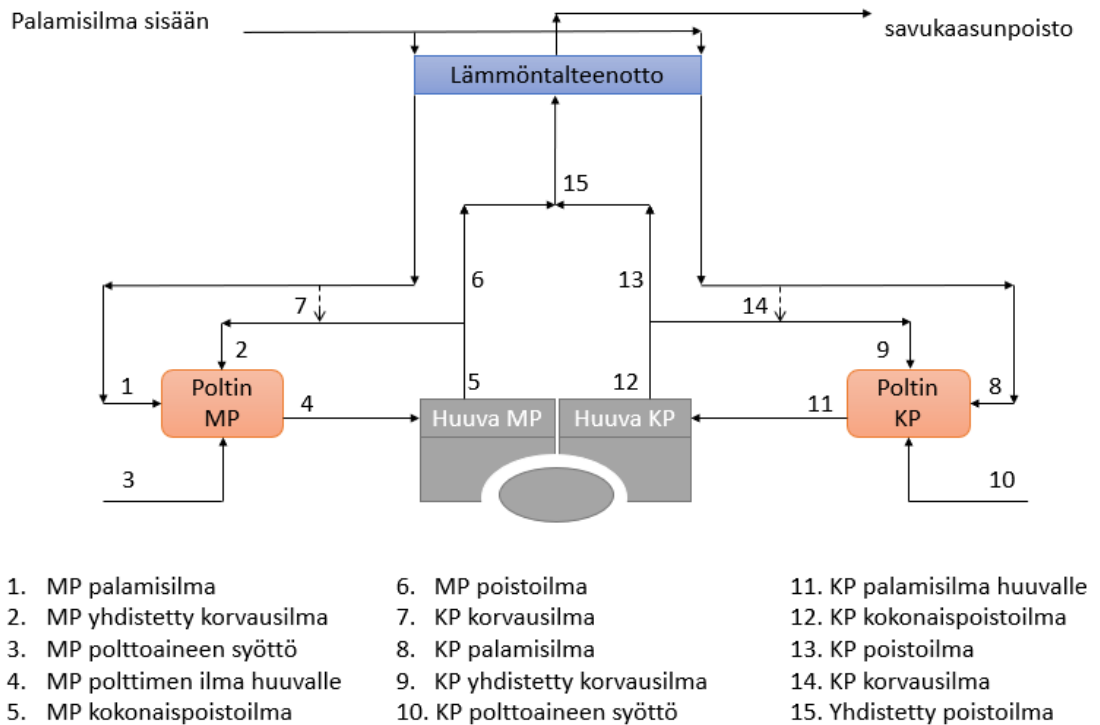 Palamisilma sisään
savukaasunpoisto
Lämmöntalteenotto
15
6
13
7
14
2
9
1
Poltin
MP
4
5
12
Huuva MP
Huuva KP
11
Poltin
KP
8
3
10
1. MP palamisilma
2. MP yhdistetty korvausilma
3. MP polttoaineen syöttö
4. MP polttimen ilma huuvalle
5. MP kokonaispoistoilma
6. MP poistoilma
7. KP korvausilma
8. KP palamisilma
9. KP yhdistetty korvausilma
10. KP polttoaineen syöttö
11. KP palamisilma huuvalle
12. KP kokonaispoistoilma
13. KP poistoilma
14. KP korvausilma
15. Yhdistetty poistoilma